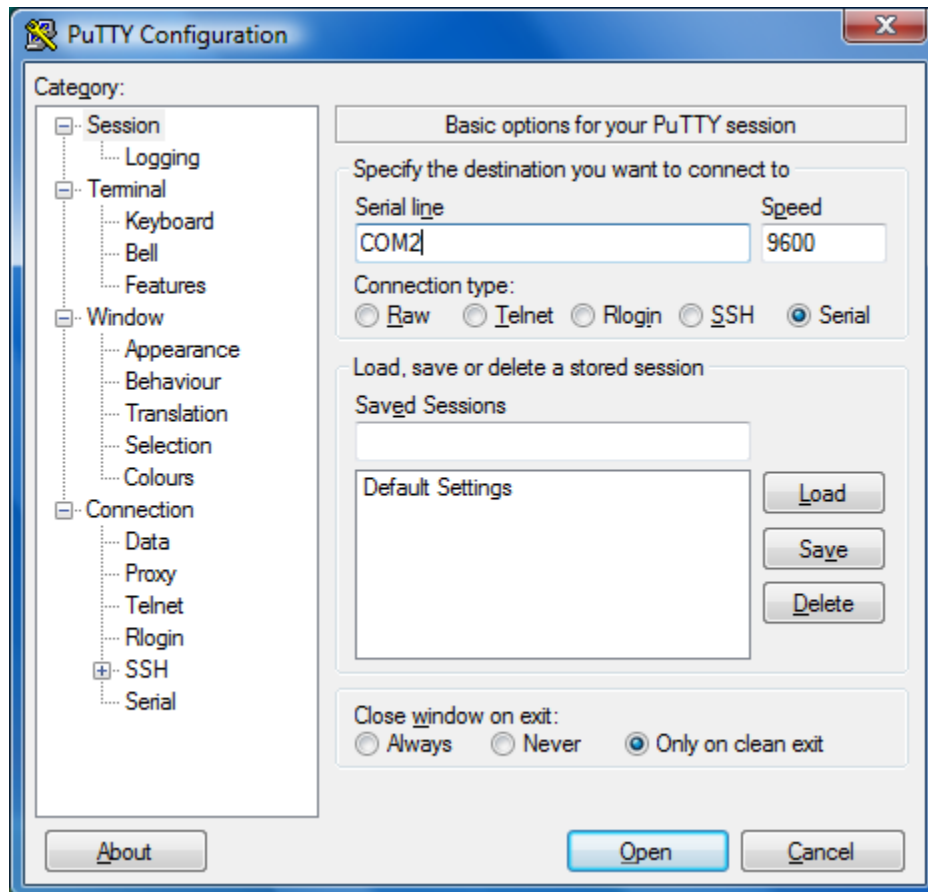 PuTTY Configuration
Category:
Session
Logging
Terminal
Keyboard
Bell
Features
Window
Appearance
Behaviour
Translation
Selection
Colours
Connection
Data
Proxy
Telnet
Rlogin
SSH
Serial
Basic options for your PuTTY session
Specify the destination you want to connect to
Serial line Speed
COM2 9600
Connection type:
Raw Telnet Rlogin SSH Serial
Load, save or delete a stored session
Saved Sessions
Default Settings
Load
Save
Delete
Close window on exit:
Always Never Only on clean exit
About Open Cancel